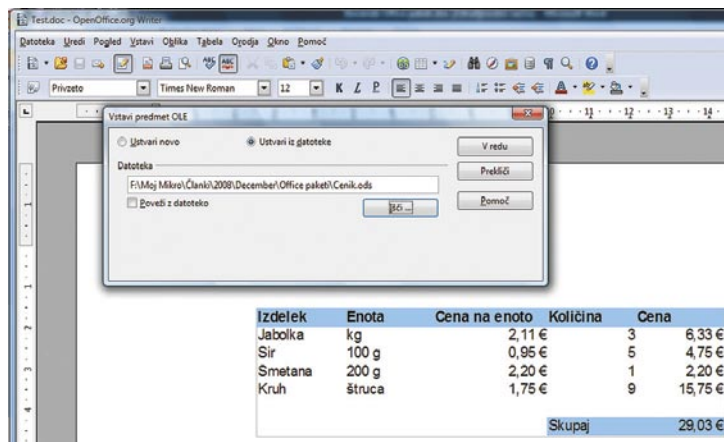 Test.doc - OpenOffice.org Writer
Datoteka Uredi Pogled Vstavi Oblika Tabela Orodja Okno Pomoč
Privzeto Times New Roman 12 K L P
Vstavi predmet OLE
Ustvari novo Ustvari iz datoteke V redu
Datoteka Prekliči
F:\Moj Mikro\Članki\2008\December\Office paketi\Cenik.ods
Poveži z datoteko Išči ... Pomoč
11 12 13 14
Izdelek Enota Cena na enoto Količina Cena
Jabolka kg 2,11 € 3 6,33 €
Sir 100 g 0,95 € 5 4,75 €
Smetana 200 g 2,20 € 1 2,20 €
Kruh štruca 1,75 € 9 15,75 €
Skupaj 29,03 €